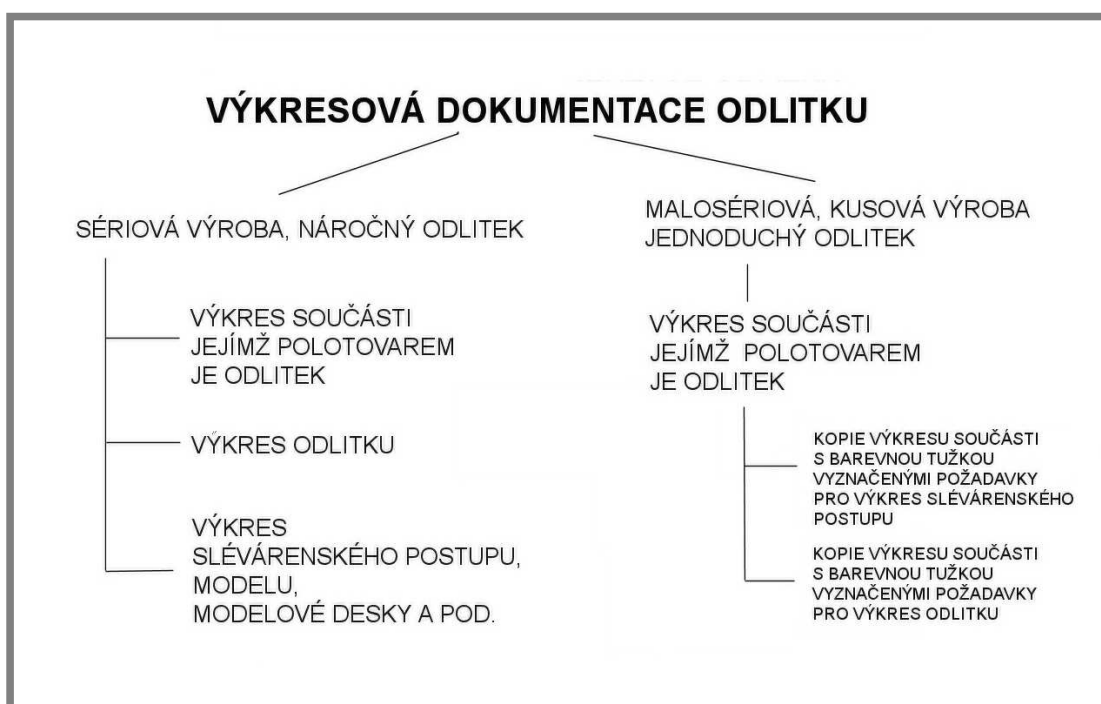 VÝKRESOVÁ DOKUMENTACE ODLITKU
SÉRIOVÁ VÝROBA, NÁROČNÝ ODLITEK
VÝKRES SOUČÁSTI
JEJÍMŽ POLOTOVAREM
JE ODLITEK
VÝKRES ODLITKU
VÝKRES
SLÉVÁRENSKÉHO POSTUPU,
MODELU,
MODELOVÉ DESKY A POD.
MALOSÉRIOVÁ, KUSOVÁ VÝROBA
JEDNODUCHÝ ODLITEK
VÝKRES SOUČÁSTI
JEJÍMŽ POLOTOVAREM
JE ODLITEK
KOPIE VÝKRESU SOUČÁSTI
S BAREVNOU TUŽKOU
VYZNAČENÝMI POŽADAVKY
PRO VÝKRES SLÉVÁRENSKÉHO
POSTUPU
KOPIE VÝKRESU SOUČÁSTI
S BAREVNOU TUŽKOU
VYZNAČENÝMI POŽADAVKY
PRO VÝKRES ODLITKU